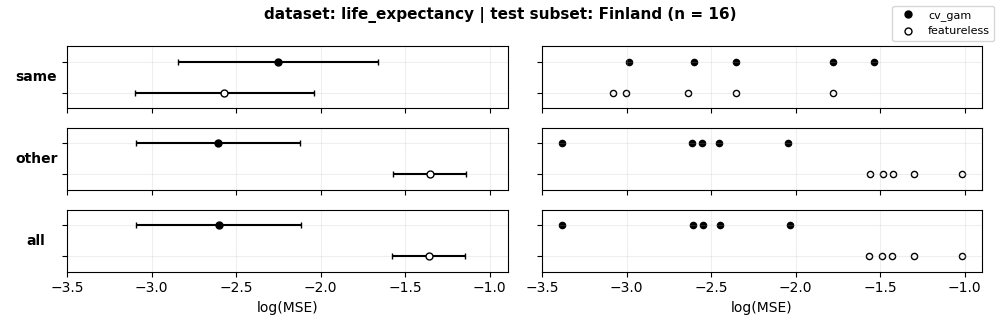 dataset: life_expectancy | test subset: Finland (n = 16)
cv_gam
featureless
same
other
all
−3.5 −3.0 −2.5 −2.0 −1.5 −1.0
−3.5 −3.0 −2.5 −2.0 −1.5 −1.0
log(MSE)
log(MSE)